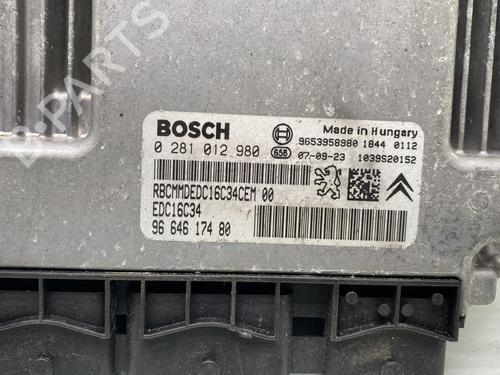 B-PARTS
BOSCH
0 281 012 980
656
Made in Hungary
9653958980 1844 0112
07-09-23 1039S20152
RBCMMDEDC16C34CEM 00
EDC16C34
96 646 174 80